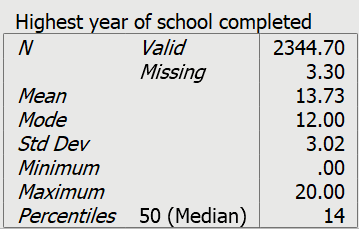 Highest year of school completed
N Valid 2344.70
Missing 3.30
Mean 13.73
Mode 12.00
Std Dev 3.02
Minimum .00
Maximum 20.00
Percentiles 50 (Median) 14